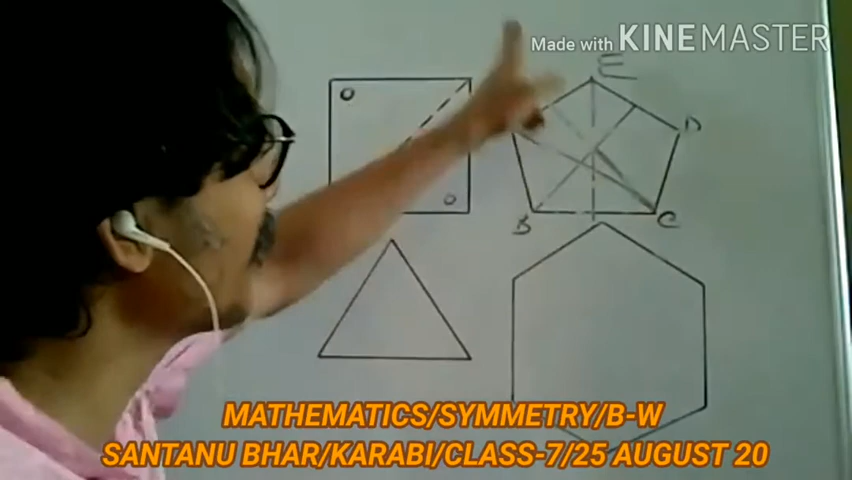 Made with KINEMASTER
E
D
B
C
MATHEMATICS/SYMMETRY/B-W
SANTANU BHAR/KARABI/CLASS-7/25 AUGUST 20